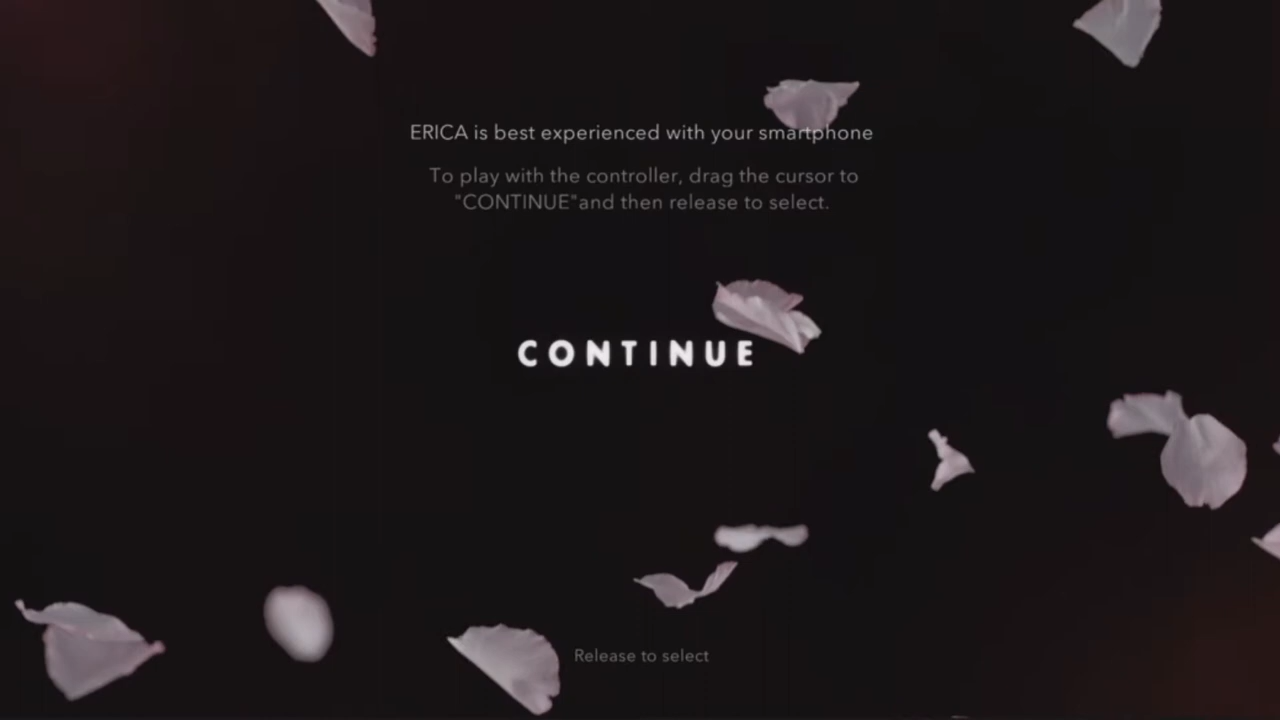 ERICA is best experienced with your smartphone
To play with the controller, drag the cursor to
"CONTINUE"and then release to select.
CONTINUE
Release to select